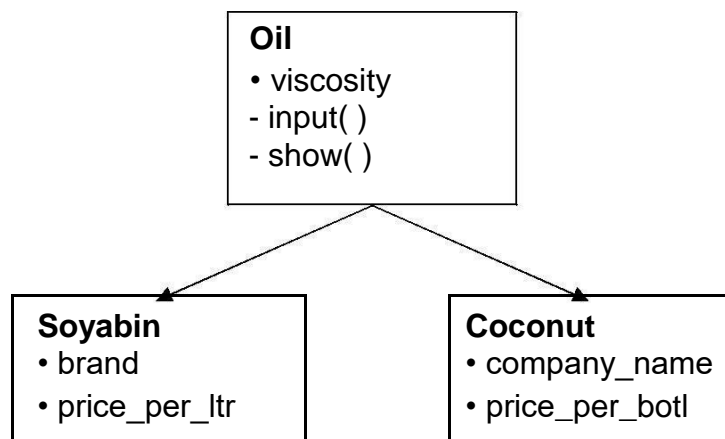 Oil
• viscosity
- input( )
- show( )
Soyabin
• brand
• price_per_ltr
Coconut
• company_name
• price_per_botl